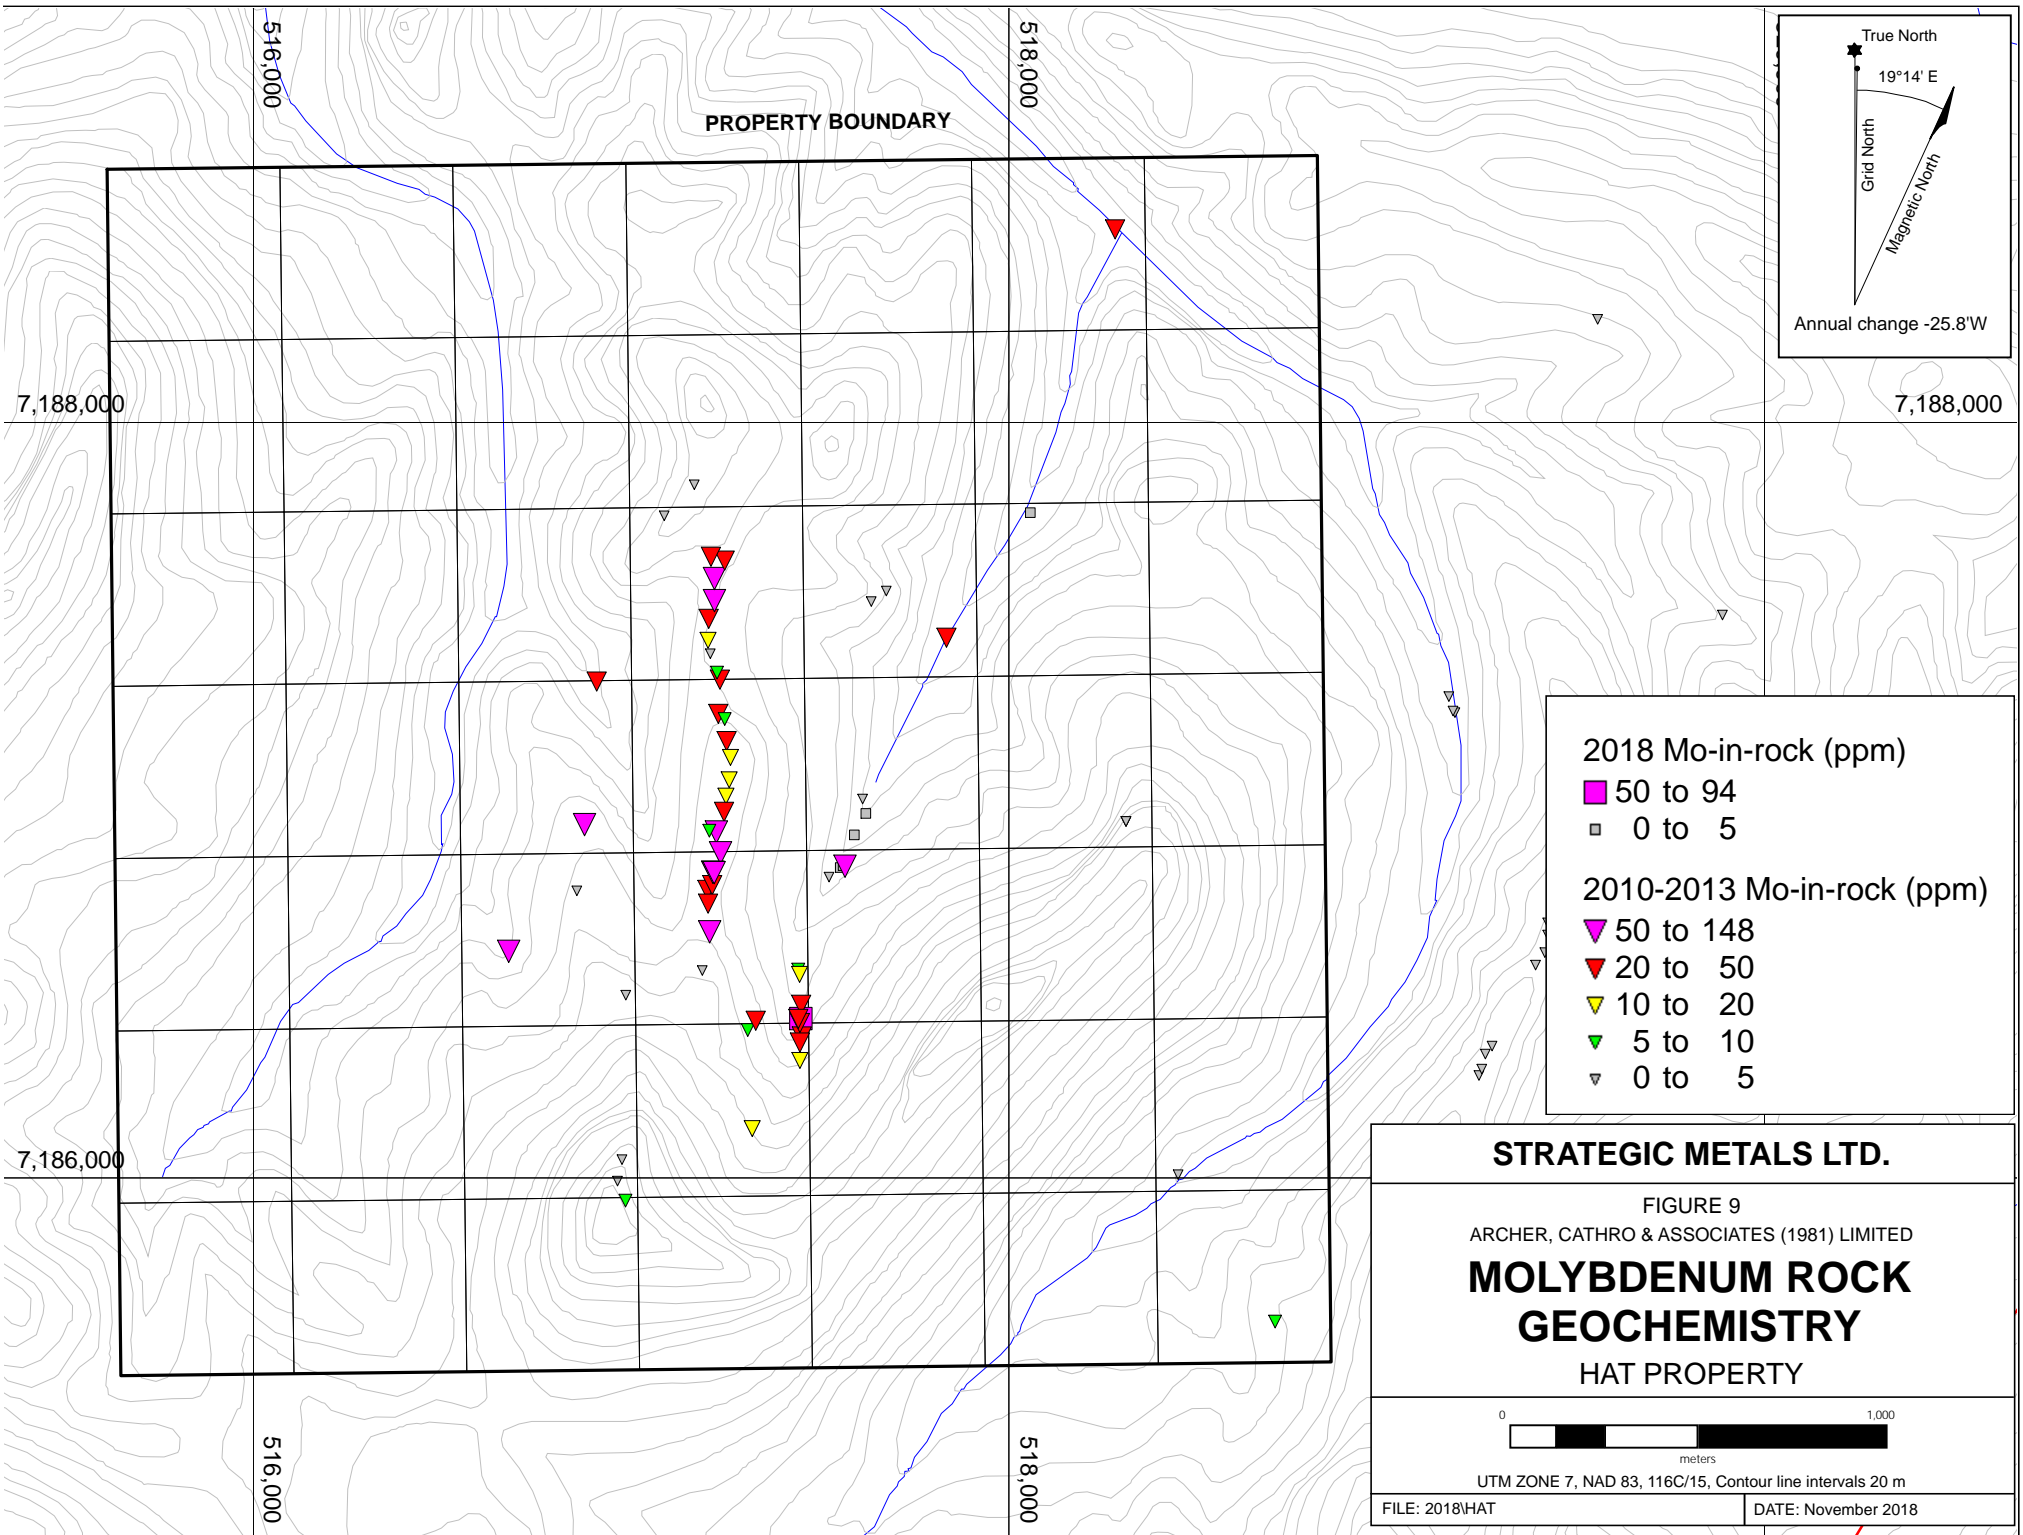 516,000
518,000
True North
19°14' E
Grid North
Magnetic North
Annual change -25.8'W
PROPERTY BOUNDARY
7,188,000
7,188,000
2018 Mo-in-rock (ppm)
50 to 94
0 to 5
2010-2013 Mo-in-rock (ppm)
50 to 148
20 to 50
10 to 20
5 to 10
0 to 5
7,186,000
STRATEGIC METALS LTD.
FIGURE 9
ARCHER, CATHRO & ASSOCIATES (1981) LIMITED
MOLYBDENUM ROCK
GEOCHEMISTRY
HAT PROPERTY
0 1,000
meters
UTM ZONE 7, NAD 83, 116C/15, Contour line intervals 20 m
FILE: 2018\HAT
DATE: November 2018
516,000
518,000